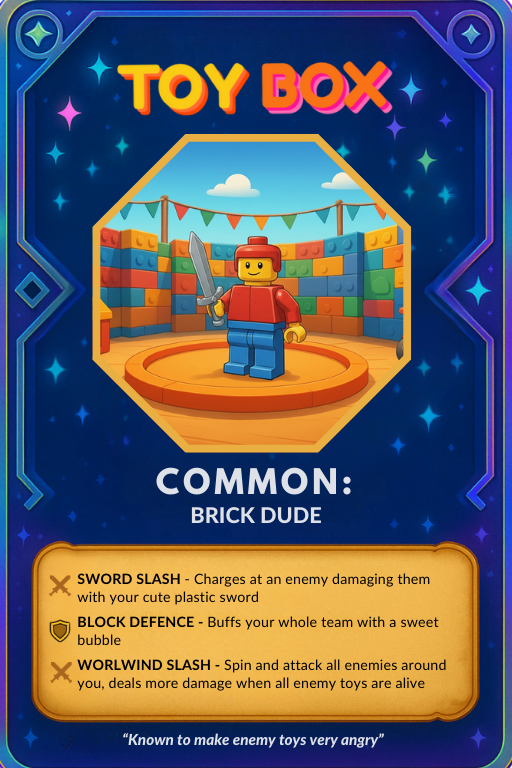 TOY BOX
COMMON:
BRICK DUDE
SWORD SLASH - Charges at an enemy damaging them
with your cute plastic sword
BLOCK DEFENCE - Buffs your whole team with a sweet
bubble
WORLWIND SLASH - Spin and attack all enemies around
you, deals more damage when all enemy toys are alive
“Known to make enemy toys very angry”